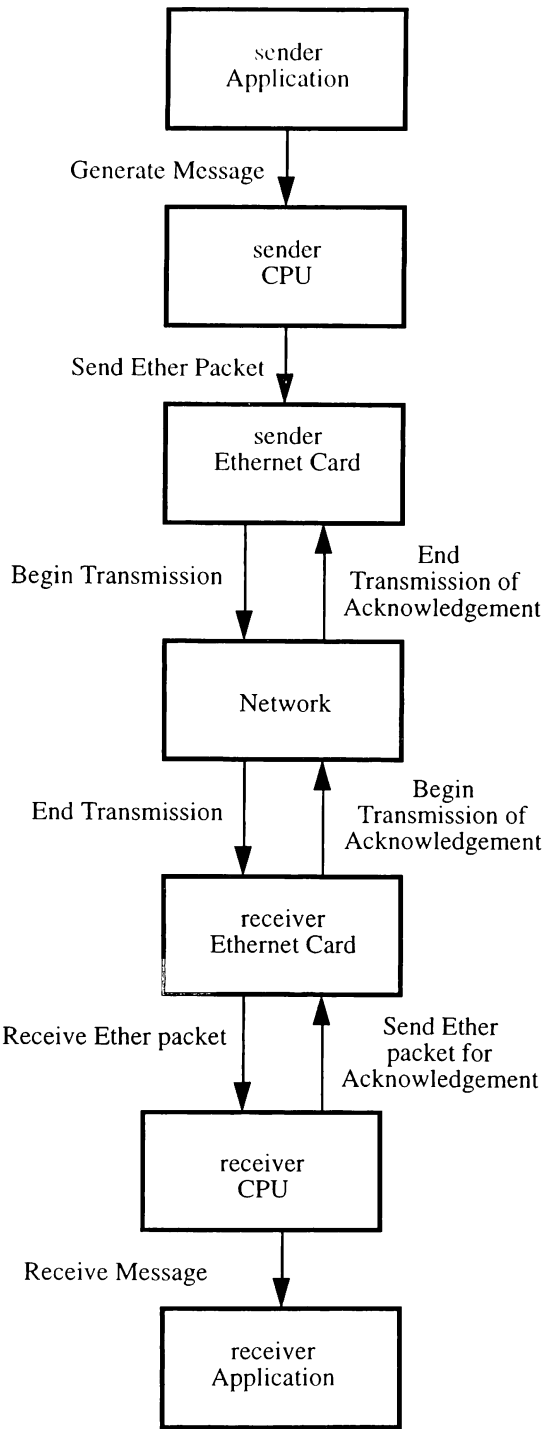 sender
Application
Generate Message
sender
CPU
Send Ether Packet
sender
Ethernet Card
Begin Transmission
End
Transmission of
Acknowledgement
Network
End Transmission
Begin
Transmission of
Acknowledgement
receiver
Ethernet Card
Receive Ether packet
Send Ether
packet for
Acknowledgement
receiver
CPU
Receive Message
receiver
Application